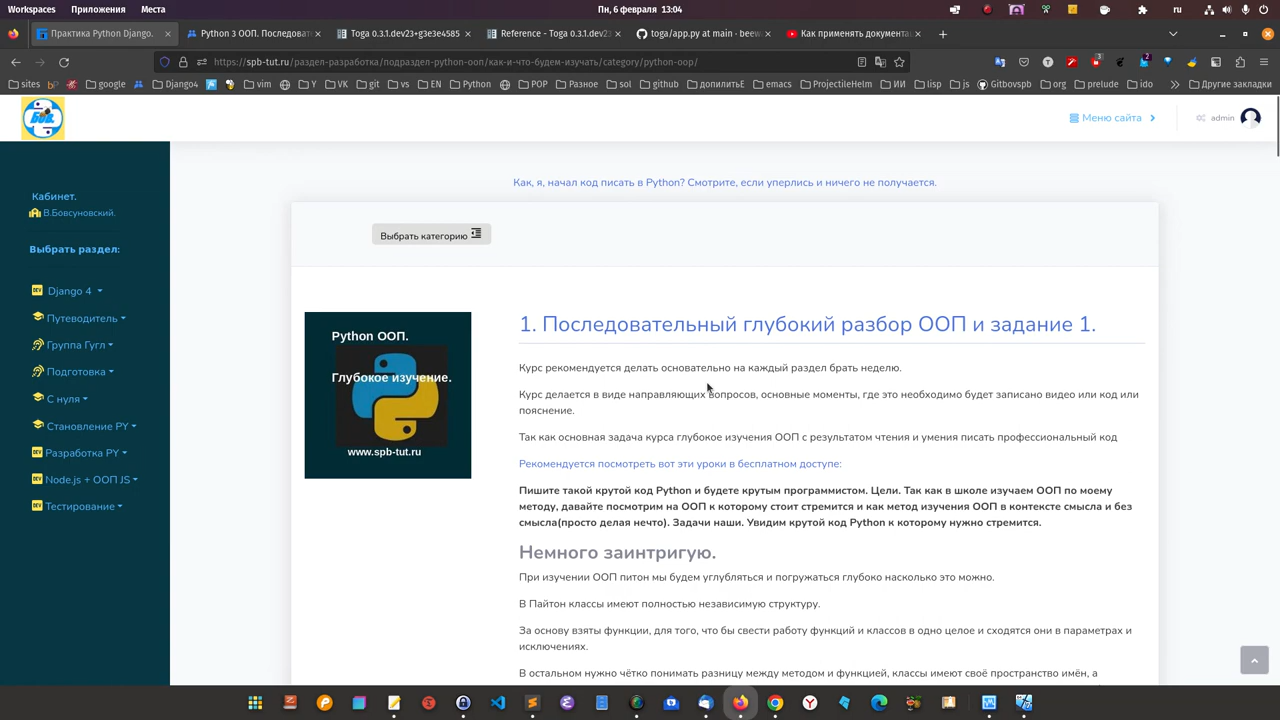 Workspaces Приложения Места Пн, 6 февраля 13:04 ru
Практика Python Django. Python 3 ООП. Последоват Toga 0.3.1.dev23+g3e3e4585 Reference - Toga 0.3.1.dev23 toga/app.py at main · beew Как применять документа
https://spb-tut.ru/раздел-разработка/подраздел-python-ооп/как-и-что-будем-изучать/category/python-oop/
sites b google Django4 vim Y VK git vs EN Python POP Разное sol github допилитьЕ emacs ProjectileHelm ИИ lisp js Gitbovspb org prelude ido Другие закладки
БОВ.
Меню сайта admin
Кабинет.
В.Бовсуновский.
Выбрать раздел:
Django 4
Путеводитель
Группа Гугл
Подготовка
С нуля
Становление PY
Разработка PY
Node.js + ООП JS
Тестирование
Как, я, начал код писать в Python? Смотрите, если уперлись и ничего не получается.
Выбрать категорию
Python ООП.
Глубокое изучение.
www.spb-tut.ru
1. Последовательный глубокий разбор ООП и задание 1.
Курс рекомендуется делать основательно на каждый раздел брать неделю.
Курс делается в виде направляющих вопросов, основные моменты, где это необходимо будет записано видео или код или
пояснение.
Так как основная задача курса глубокое изучения ООП с результатом чтения и умения писать профессиональный код
Рекомендуется посмотреть вот эти уроки в бесплатном доступе:
Пишите такой крутой код Python и будете крутым программистом. Цели. Так как в школе изучаем ООП по моему
методу, давайте посмотрим на ООП к которому стоит стремится и как метод изучения ООП в контексте смысла и без
смысла(просто делая нечто). Задачи наши. Увидим крутой код Python к которому нужно стремится.
Немного заинтригую.
При изучении ООП питон мы будем углубляться и погружаться глубоко насколько это можно.
В Пайтон классы имеют полностью независимую структуру.
За основу взяты функции, для того, что бы свести работу функций и классов в одно целое и сходятся они в параметрах и
исключениях.
В остальном нужно чётко понимать разницу между методом и функцией, классы имеют своё пространство имён, а